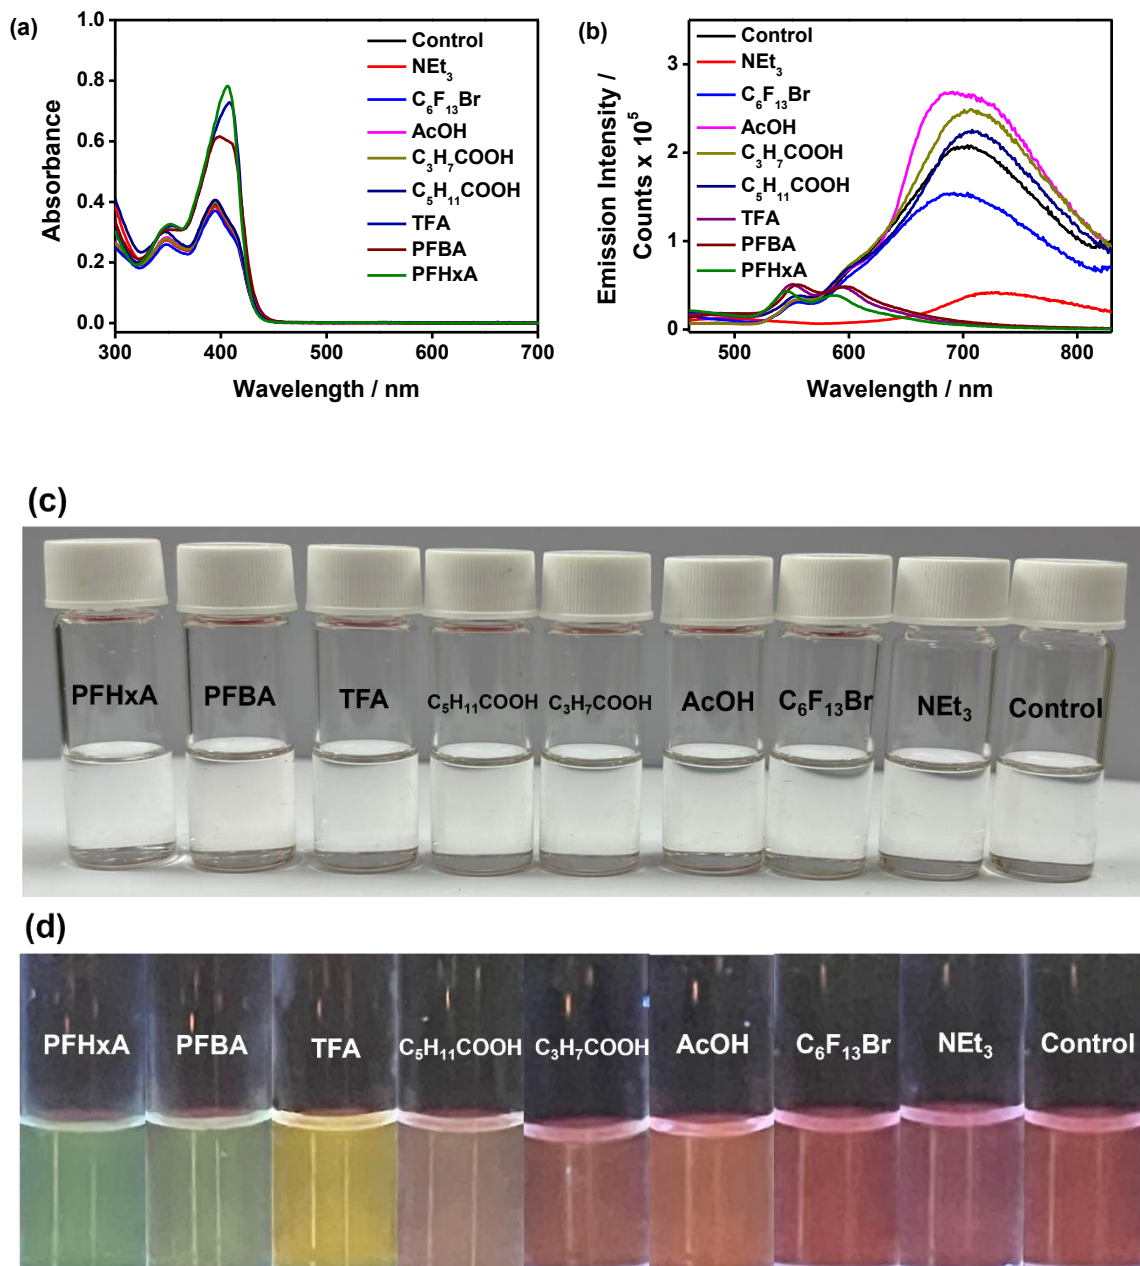 (a)
Absorbance
1.0
0.8
0.6
0.4
0.2
0.0
300
400
500
600
700
Wavelength / nm
Control
NEt₃
C₆F₁₃Br
AcOH
C₃H₇COOH
C₅H₁₁COOH
TFA
PFBA
PFHxA
(b)
Emission Intensity /
Counts x 10⁵
3
2
1
0
500
600
700
800
Wavelength / nm
Control
NEt₃
C₆F₁₃Br
AcOH
C₃H₇COOH
C₅H₁₁COOH
TFA
PFBA
PFHxA
(c)
PFHxA PFBA TFA C₅H₁₁COOH C₃H₇COOH AcOH C₆F₁₃Br NEt₃ Control
(d)
PFHxA PFBA TFA C₅H₁₁COOH C₃H₇COOH AcOH C₆F₁₃Br NEt₃ Control